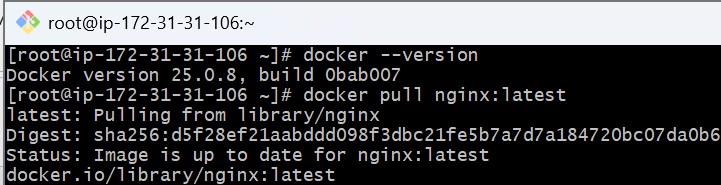 root@ip-172-31-31-106:~
[root@ip-172-31-31-106 ~]# docker --version
Docker version 25.0.8, build 0bab007
[root@ip-172-31-31-106 ~]# docker pull nginx:latest
latest: Pulling from library/nginx
Digest: sha256:d5f28ef21aabddd098f3dbc21fe5b7a7d7a184720bc07da0b6
Status: Image is up to date for nginx:latest
docker.io/library/nginx:latest